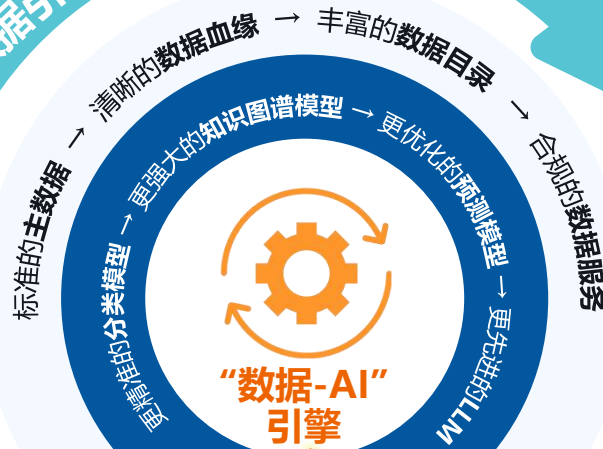 数据引
标准的主数据 → 清晰的数据血缘 → 丰富的数据目录 → 合规的数据服务
更精准的分类模型 → 更强大的知识图谱模型 → 更优化的预测模型 → 更先进的LLM
“数据-AI”
引擎